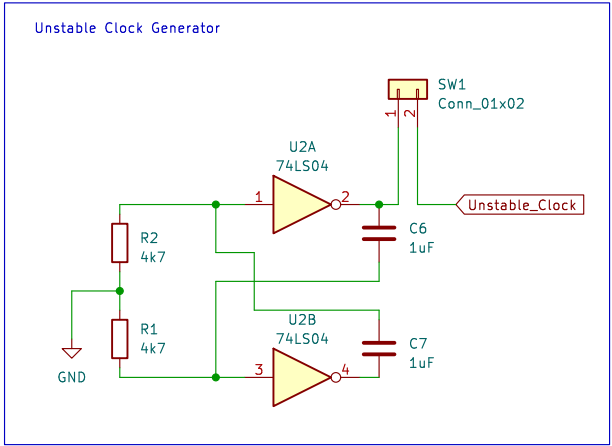 Unstable Clock Generator
SW1
Conn_01x02
1
2
U2A
74LS04
1
2
Unstable_Clock
R2
4k7
C6
1uF
R1
4k7
U2B
74LS04
C7
1uF
GND
3
4